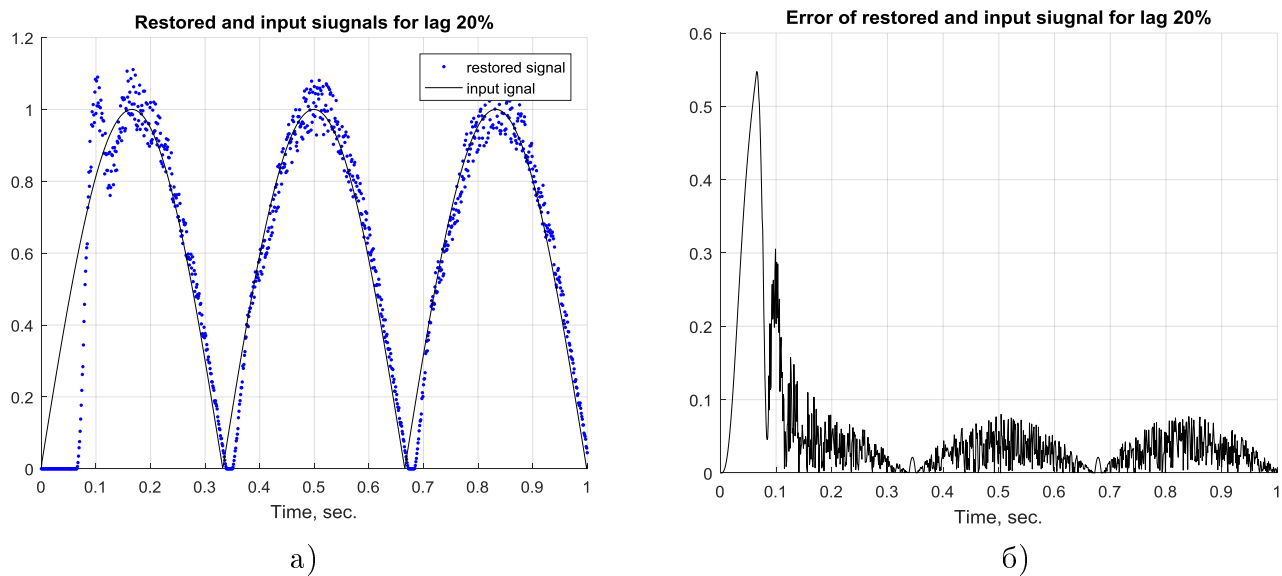 Restored and input siugnals for lag 20%
1.2
1
0.8
0.6
0.4
0.2
0
restored signal
input ignal
0 0.1 0.2 0.3 0.4 0.5 0.6 0.7 0.8 0.9 1
Time, sec.
а)
Error of restored and input siugnal for lag 20%
0.6
0.5
0.4
0.3
0.2
0.1
0
0 0.1 0.2 0.3 0.4 0.5 0.6 0.7 0.8 0.9 1
Time, sec.
б)